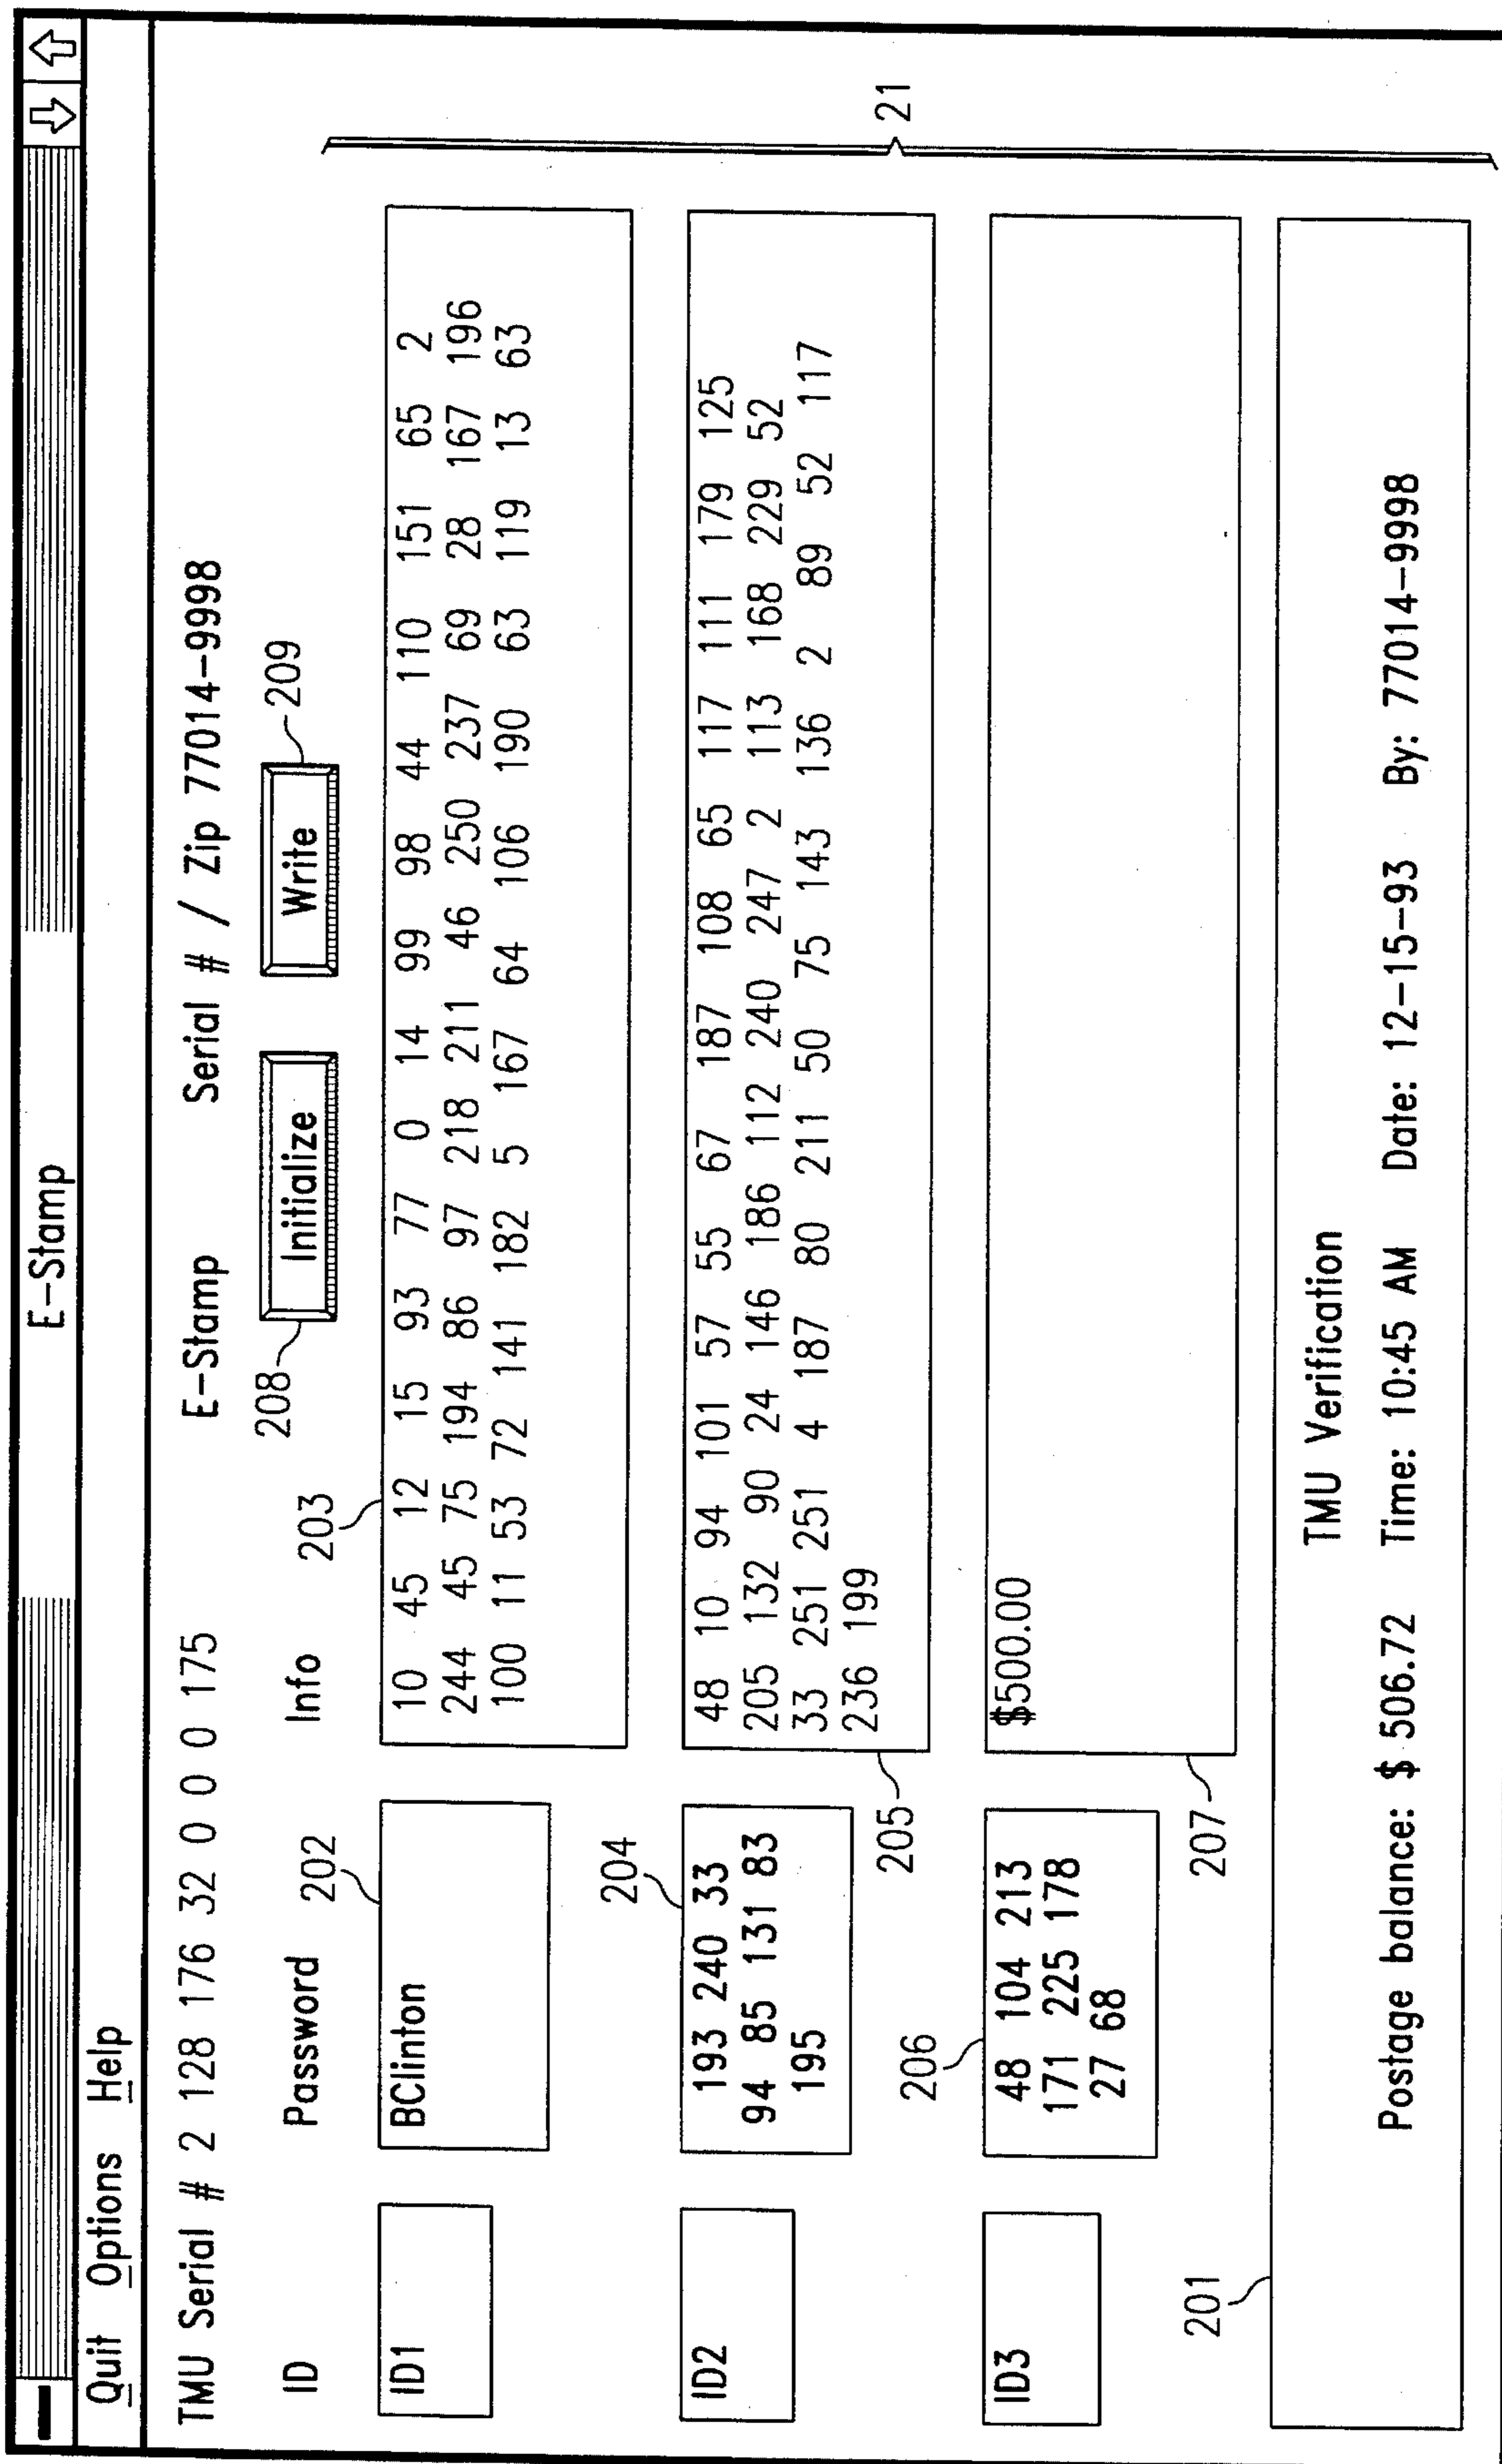 E-Stamp
Quit Options Help
TMU Serial # 2 128 176 32 0 0 0 175 E-Stamp Serial # / Zip 77014-9998
208 Initialize Write 209
ID Password 202 Info 203
ID1 BClinton
10 45 12 15 93 77 0 14 99 98 44 110 151 65 2
244 45 75 194 86 97 218 211 46 250 237 69 28 167 196
100 11 53 72 141 182 5 167 64 106 190 63 119 13 63
21
204
ID2
193 240 33
94 85 131 83
195
48 10 94 101 57 55 67 187 108 65 117 111 179 125
205 132 90 24 146 186 112 240 247 2 113 168 229 52
33 251 251 4 187 80 211 50 75 143 136 2 89 52 117
236 199
205
206
ID3
48 104 213
171 225 178
27 68
$500.00
207
201
TMU Verification
Postage balance: $ 506.72 Time: 10:45 AM Date: 12-15-93 By: 77014-9998